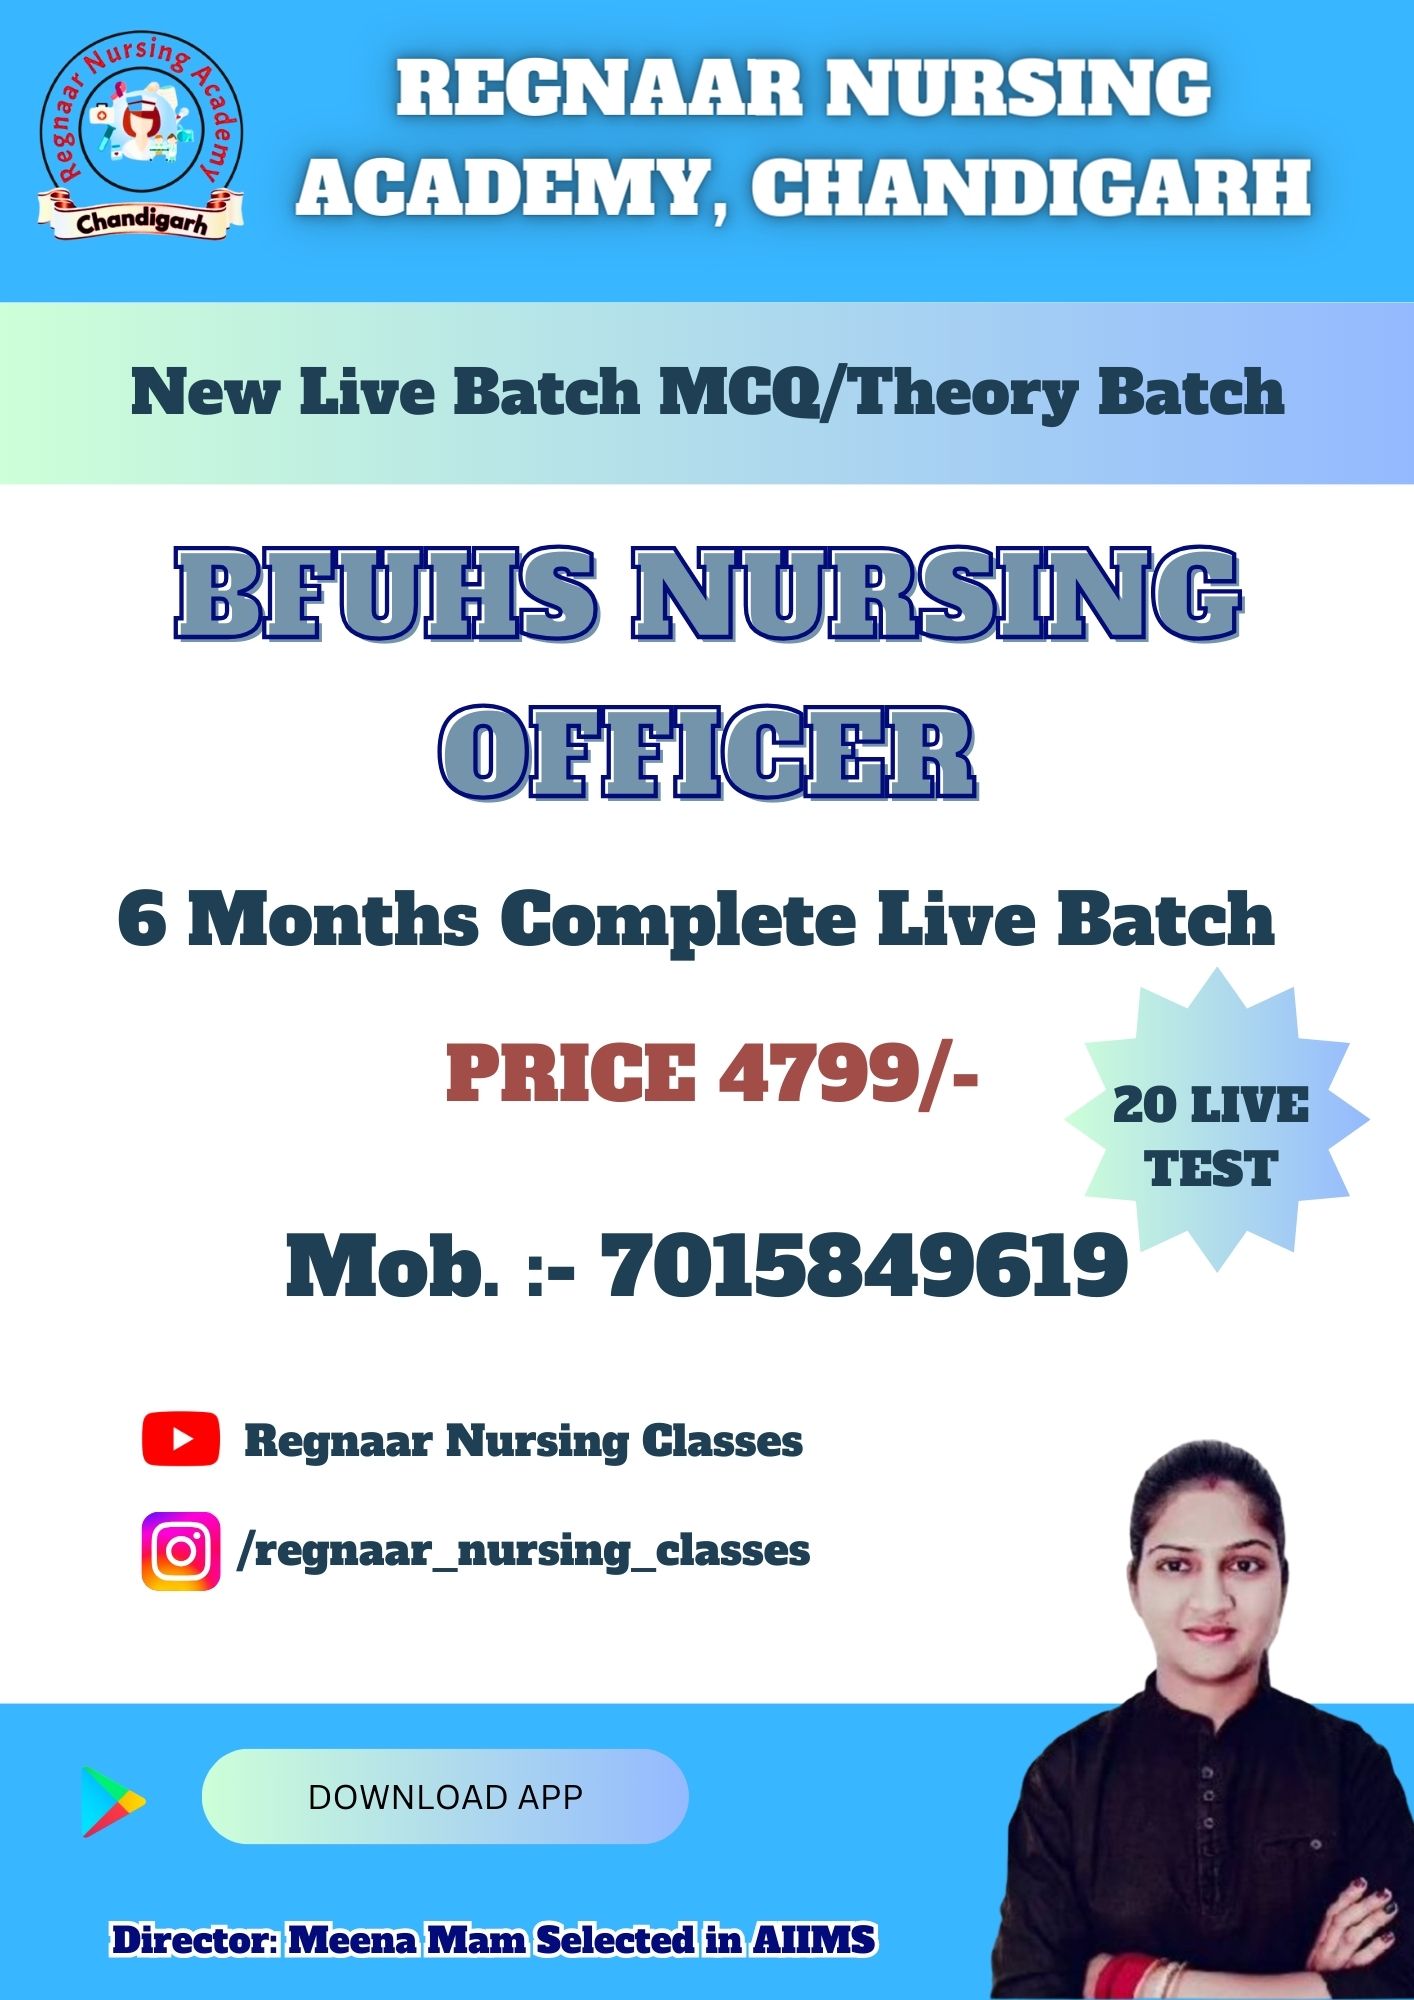 Regnaar Nursing Academy
Chandigarh
REGNAAR NURSING
ACADEMY, CHANDIGARH
New Live Batch MCQ/Theory Batch
BFUHS NURSING
OFFICER
6 Months Complete Live Batch
PRICE 4799/-
20 LIVE
TEST
Mob. :- 7015849619
Regnaar Nursing Classes
/regnaar_nursing_classes
DOWNLOAD APP
Director: Meena Mam Selected in AIIMS